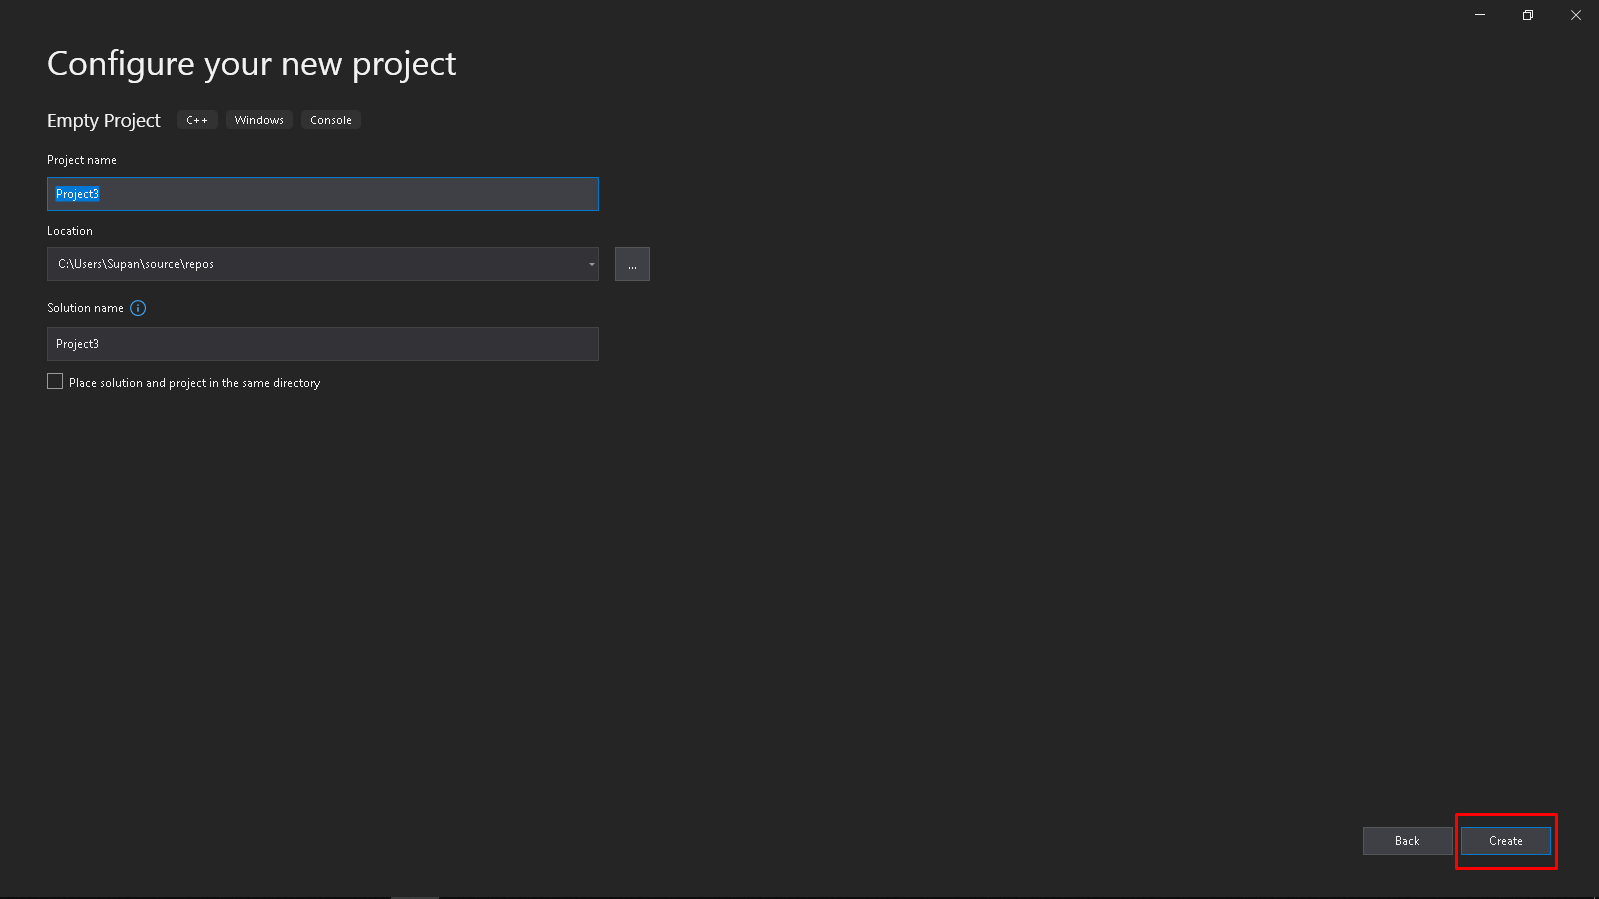 Configure your new project
Empty Project C++ Windows Console
Project name
Project3
Location
C:\Users\Supan\source\repos
...
Solution name
Project3
Place solution and project in the same directory
Back Create